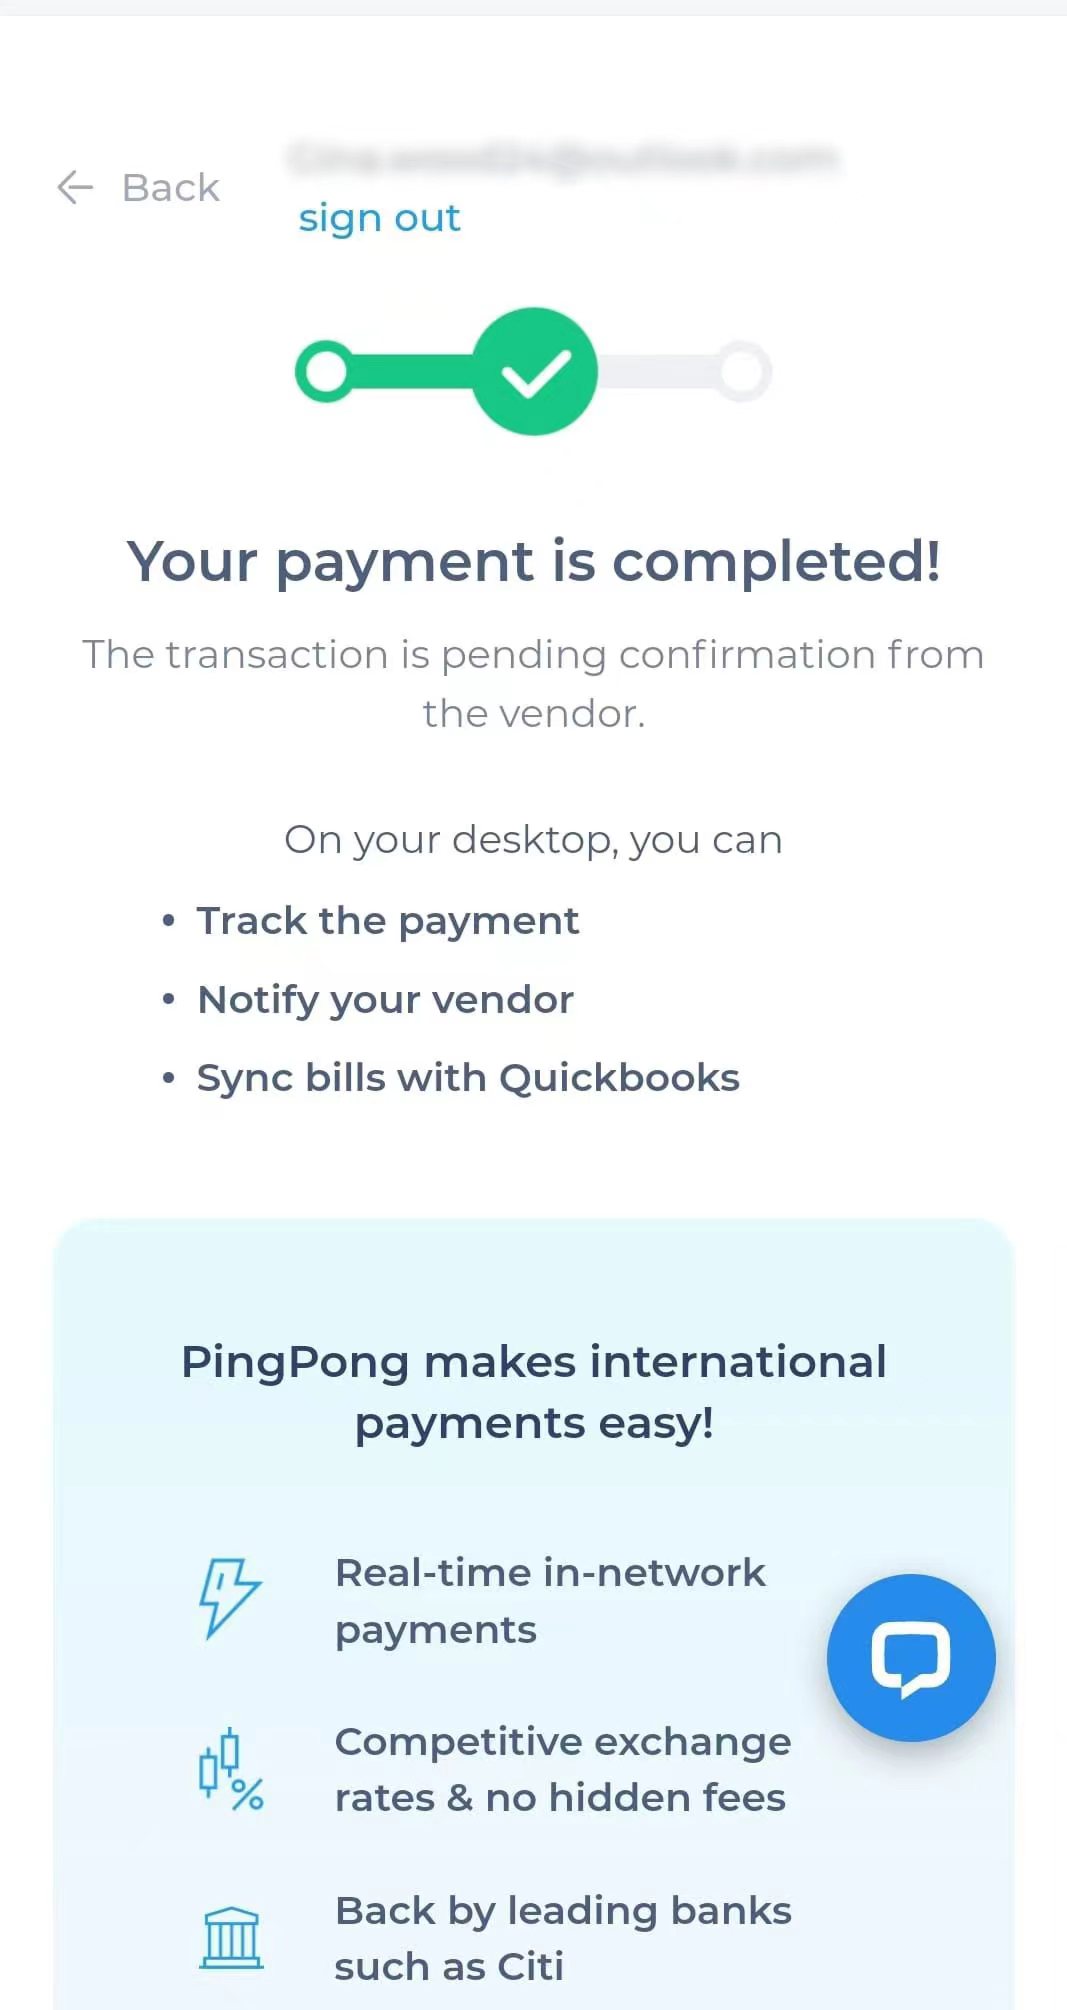 Back
sign out
Your payment is completed!
The transaction is pending confirmation from
the vendor.
On your desktop, you can
• Track the payment
• Notify your vendor
• Sync bills with Quickbooks
PingPong makes international
payments easy!
Real-time in-network
payments
Competitive exchange
rates & no hidden fees
Back by leading banks
such as Citi